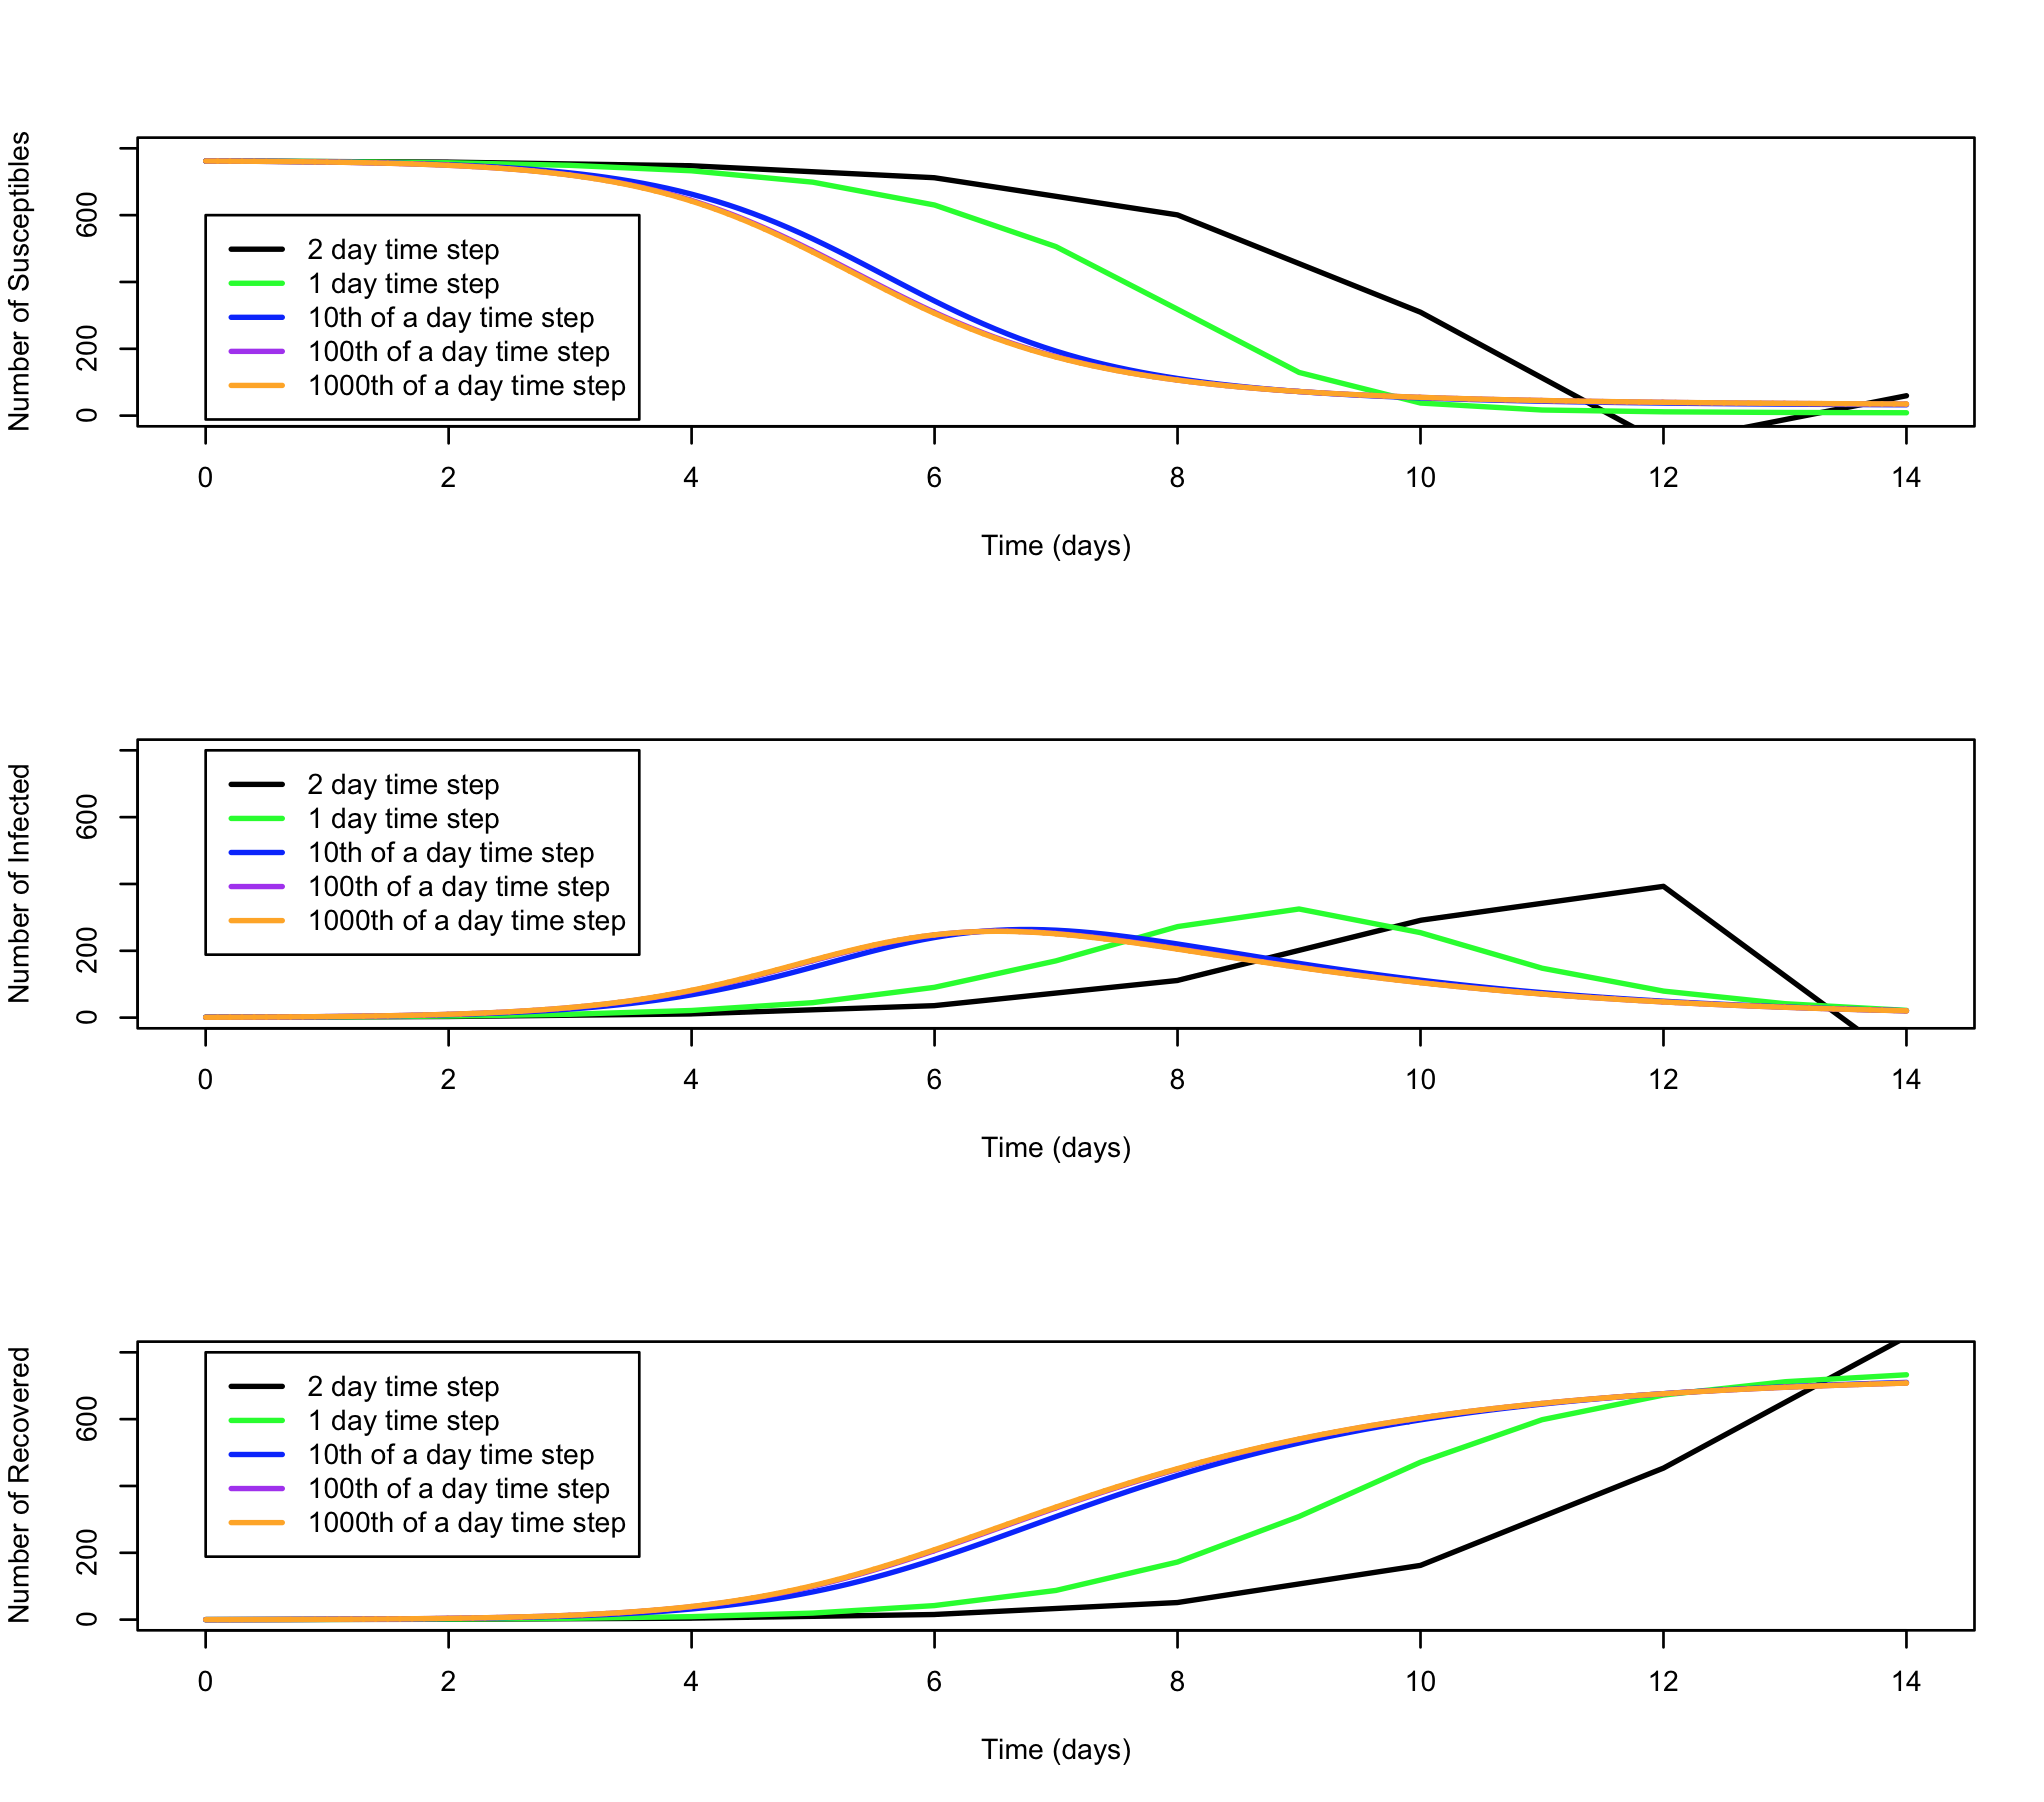 Number of Susceptibles
600
200
0
2 day time step
1 day time step
10th of a day time step
100th of a day time step
1000th of a day time step
0 2 4 6 8 10 12 14
Time (days)
Number of Infected
600
200
0
2 day time step
1 day time step
10th of a day time step
100th of a day time step
1000th of a day time step
0 2 4 6 8 10 12 14
Time (days)
Number of Recovered
600
200
0
2 day time step
1 day time step
10th of a day time step
100th of a day time step
1000th of a day time step
0 2 4 6 8 10 12 14
Time (days)